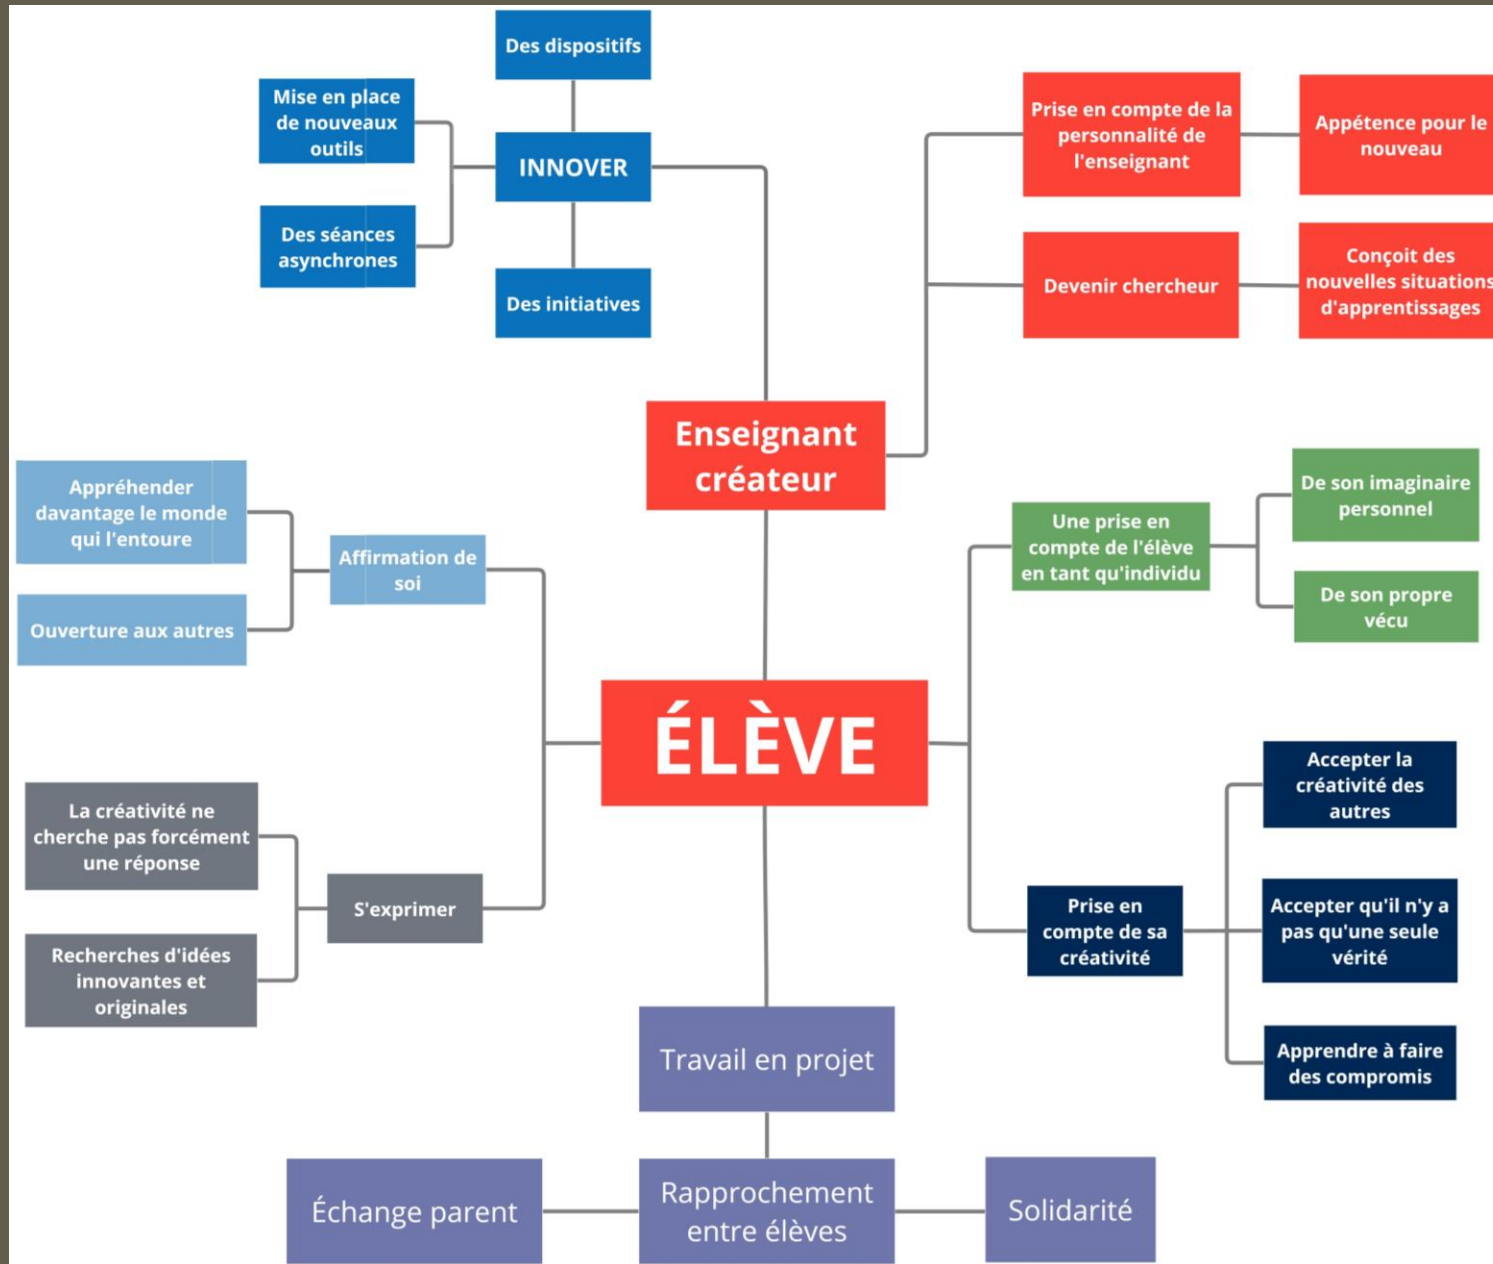 Des dispositifs
Mise en place
de nouveaux
outils
INNOVER
Des séances
asynchrones
Des initiatives
Prise en compte de la
personnalité de
l'enseignant
Appétence pour le
nouveau
Devenir chercheur
Conçoit des
nouvelles situations
d'apprentissages
Enseignant
créateur
Appréhender
davantage le monde
qui l'entoure
Affirmation de
soi
Ouverture aux autres
Une prise en
compte de l'élève
en tant qu'individu
De son imaginaire
personnel
De son propre
vécu
ÉLÈVE
La créativité ne
cherche pas forcément
une réponse
S'exprimer
Recherches d'idées
innovantes et
originales
Accepter la
créativité des
autres
Prise en
compte de sa
créativité
Accepter qu'il n'y a
pas qu'une seule
vérité
Apprendre à faire
des compromis
Travail en projet
Échange parent
Rapprochement
entre élèves
Solidarité